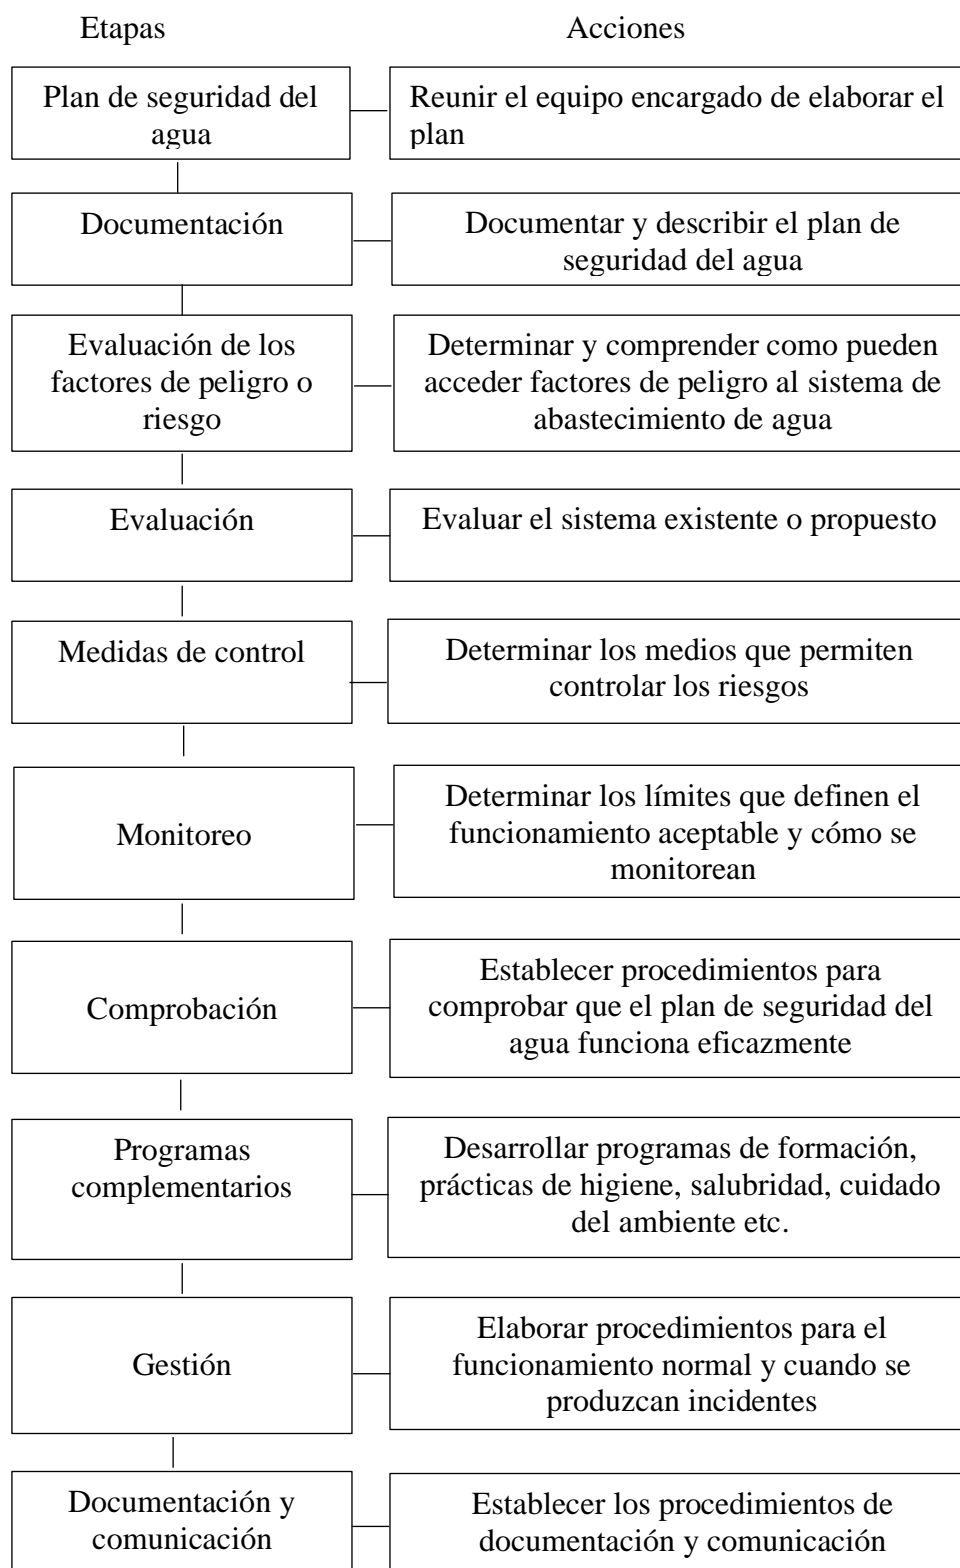 Etapas
Acciones
Plan de seguridad del
agua
Reunir el equipo encargado de elaborar el
plan
Documentación
Documentar y describir el plan de
seguridad del agua
Evaluación de los
factores de peligro o
riesgo
Determinar y comprender como pueden
acceder factores de peligro al sistema de
abastecimiento de agua
Evaluación
Evaluar el sistema existente o propuesto
Medidas de control
Determinar los medios que permiten
controlar los riesgos
Monitoreo
Determinar los límites que definen el
funcionamiento aceptable y cómo se
monitorean
Comprobación
Establecer procedimientos para
comprobar que el plan de seguridad del
agua funciona eficazmente
Programas
complementarios
Desarrollar programas de formación,
prácticas de higiene, salubridad, cuidado
del ambiente etc.
Gestión
Elaborar procedimientos para el
funcionamiento normal y cuando se
produzcan incidentes
Documentación y
comunicación
Establecer los procedimientos de
documentación y comunicación